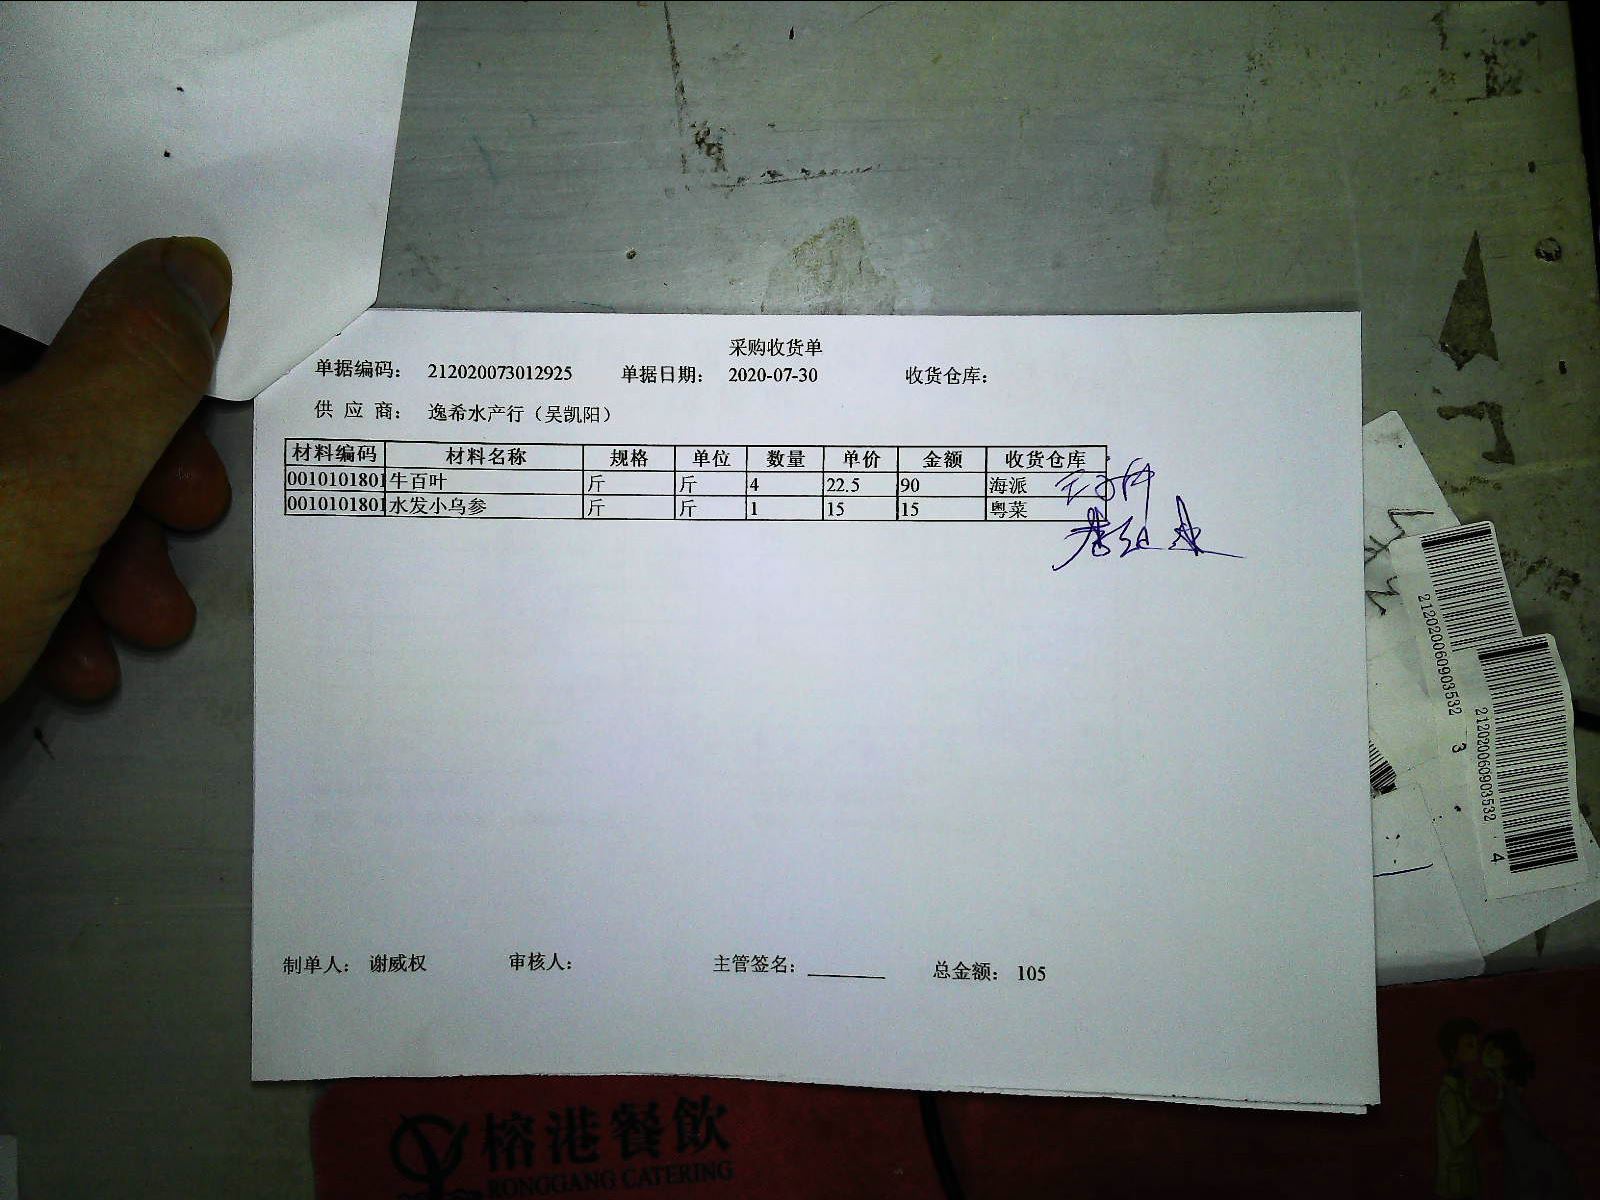 采购收货单
单据编码： 212020073012925 单据日期： 2020-07-30 收货仓库：
供 应 商： 逸希水产行（吴凯阳）
材料编码 材料名称 规格 单位 数量 单价 金额 收货仓库
0010101801 牛百叶 斤 斤 4 22.5 90 海派
0010101801 水发小乌参 斤 斤 1 15 15 粤菜
制单人： 谢威权 审核人： 主管签名：______ 总金额： 105
212020060903532 3
212020060903532 4
榕港餐飲
RONGGANG CATERING